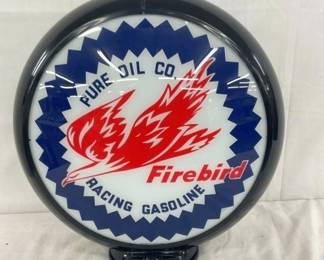 PURE OIL CO.
Firebird
RACING GASOLINE